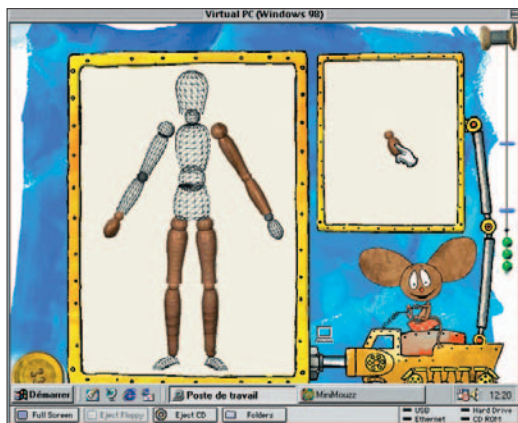 Virtual PC (Windows 98)
Démarrer
Poste de travail
MiniMouzz
12:20
Full Screen
Eject Floppy
Eject CD
Folders
USB
Hard Drive
Ethernet
CD ROM